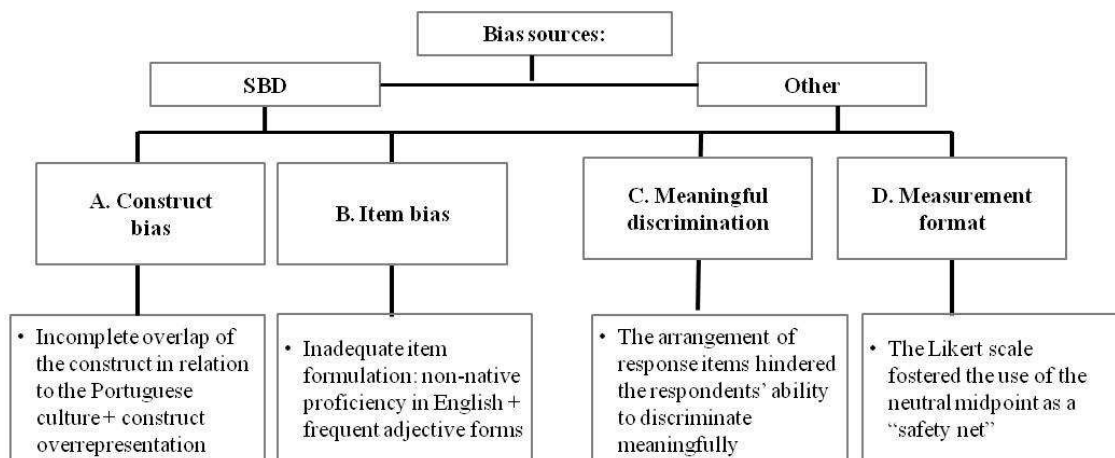 Bias sources:
SBD
Other
A. Construct
bias
B. Item bias
C. Meaningful
discrimination
D. Measurement
format
• Incomplete overlap of
the construct in relation
to the Portuguese
culture + construct
overrepresentation
• Inadequate item
formulation: non-native
proficiency in English +
frequent adjective forms
• The arrangement of
response items hindered
the respondents’ ability
to discriminate
meaningfully
• The Likert scale
fostered the use of the
neutral midpoint as a
“safety net”